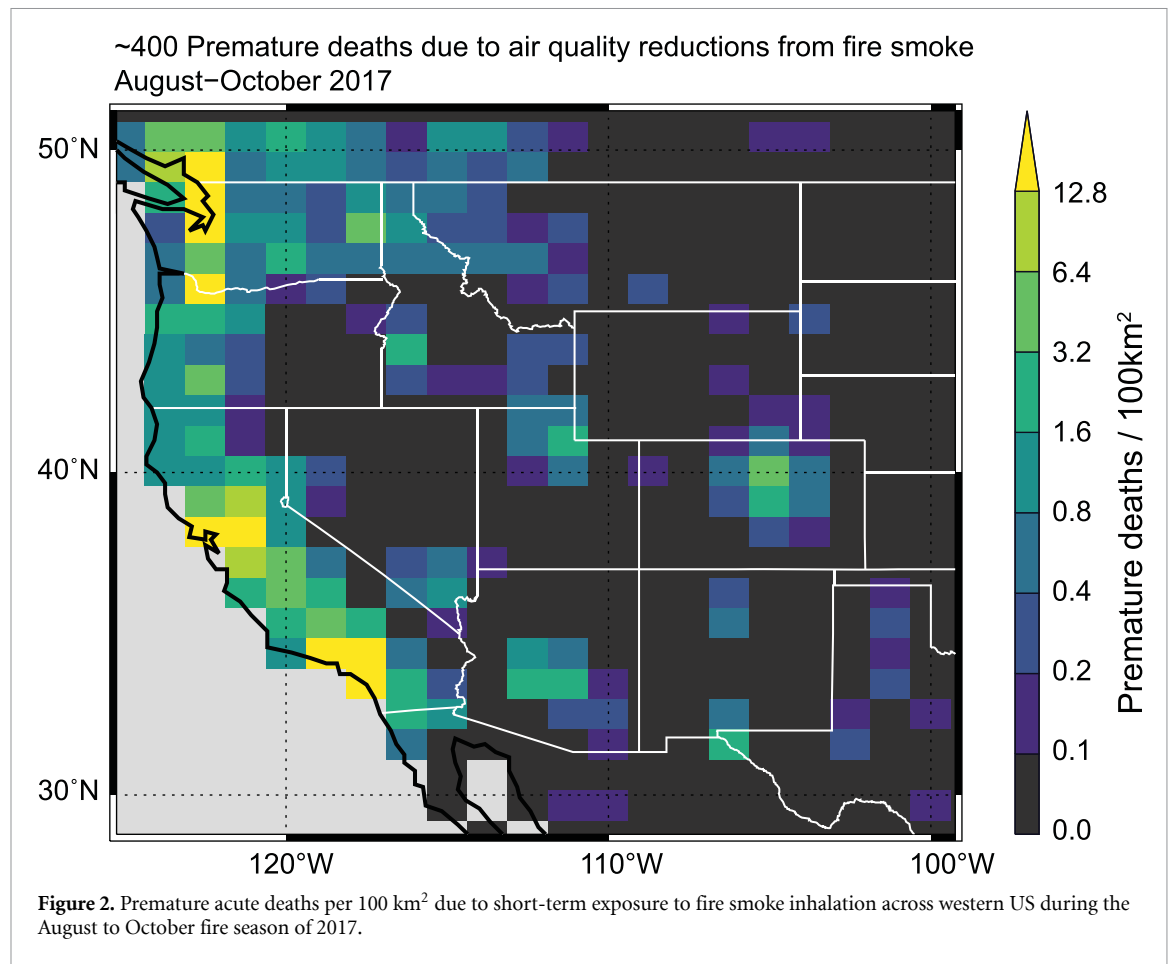 ~400 Premature deaths due to air quality reductions from fire smoke
August−October 2017
50°N
40°N
30°N
120°W
110°W
100°W
12.8
6.4
3.2
1.6
0.8
0.4
0.2
0.1
0.0
Premature deaths / 100km²
Figure 2. Premature acute deaths per 100 km² due to short-term exposure to fire smoke inhalation across western US during the
August to October fire season of 2017.